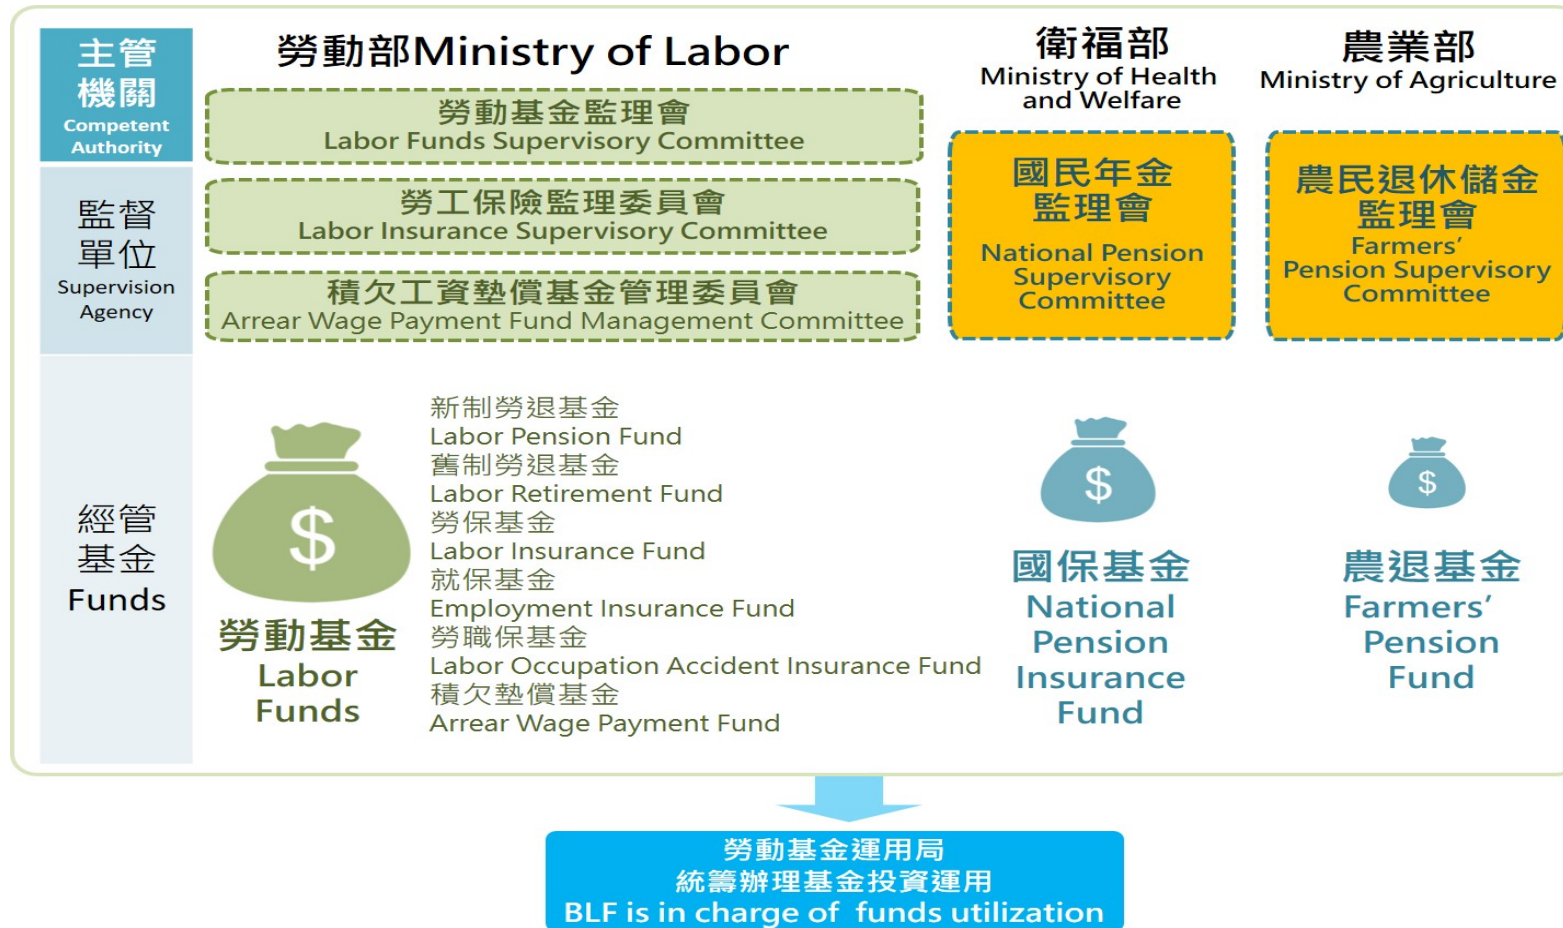 主管
機關
Competent
Authority
勞動部Ministry of Labor
衛福部
Ministry of Health
and Welfare
農業部
Ministry of Agriculture
勞動基金監理會
Labor Funds Supervisory Committee
監督
單位
Supervision
Agency
勞工保險監理委員會
Labor Insurance Supervisory Committee
積欠工資墊償基金管理委員會
Arrear Wage Payment Fund Management Committee
國民年金
監理會
National Pension
Supervisory
Committee
農民退休儲金
監理會
Farmers’
Pension Supervisory
Committee
經管
基金
Funds
$
勞動基金
Labor
Funds
新制勞退基金
Labor Pension Fund
舊制勞退基金
Labor Retirement Fund
勞保基金
Labor Insurance Fund
就保基金
Employment Insurance Fund
勞職保基金
Labor Occupation Accident Insurance Fund
積欠墊償基金
Arrear Wage Payment Fund
$
國保基金
National
Pension
Insurance
Fund
$
農退基金
Farmers’
Pension
Fund
勞動基金運用局
統籌辦理基金投資運用
BLF is in charge of funds utilization